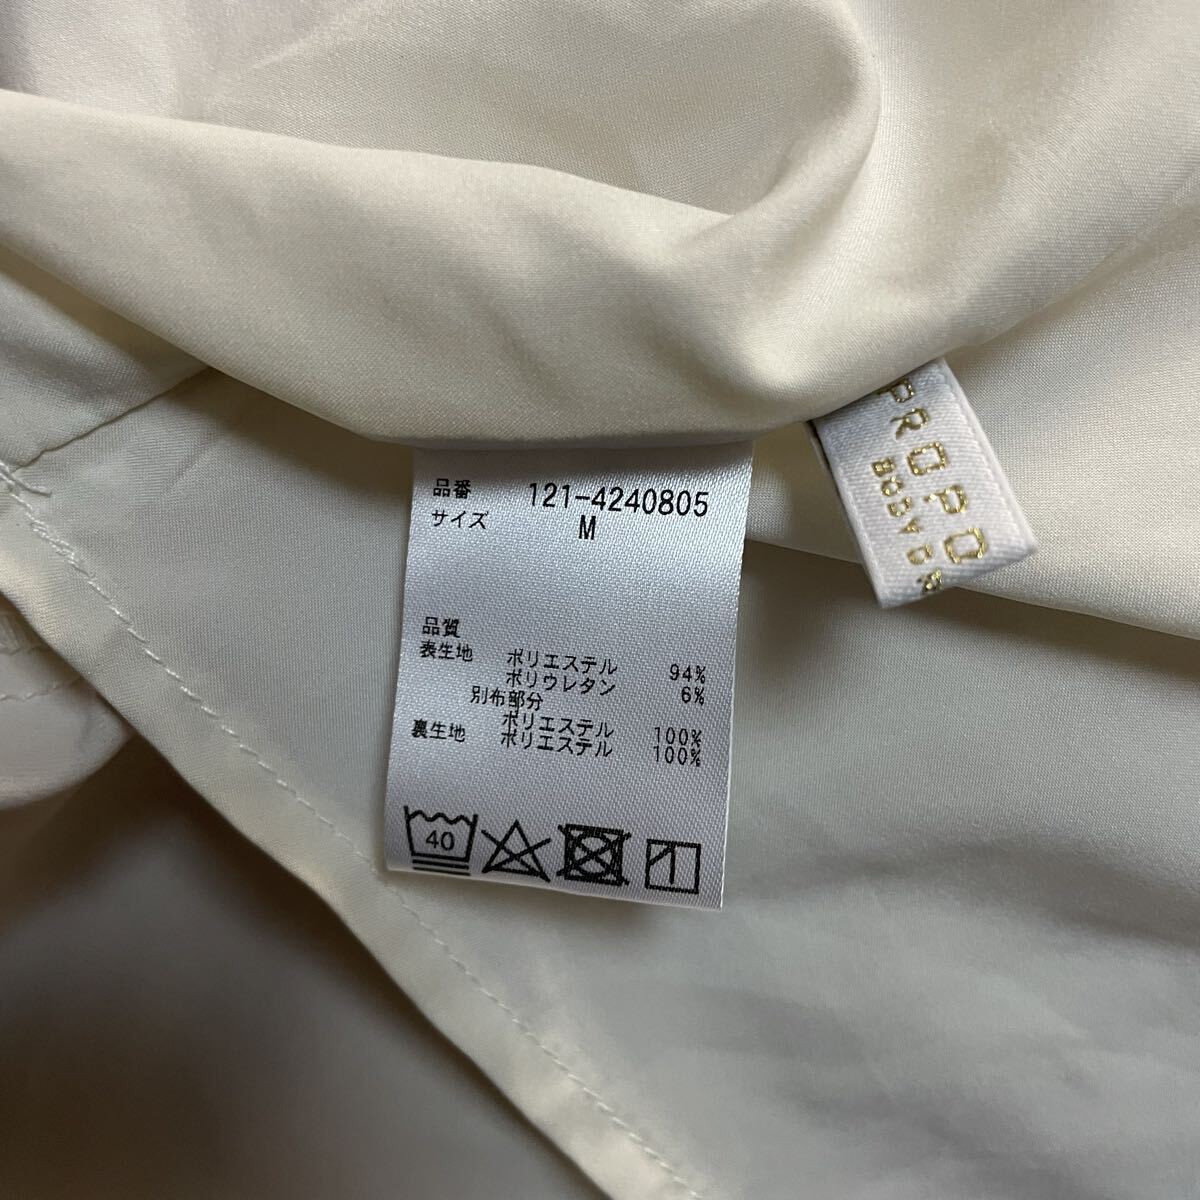 品番 121-4240805
サイズ M
品質
表生地 ポリエステル 94%
ポリウレタン 6%
別布部分
ポリエステル 100%
裏生地 ポリエステル 100%
40
PROPO